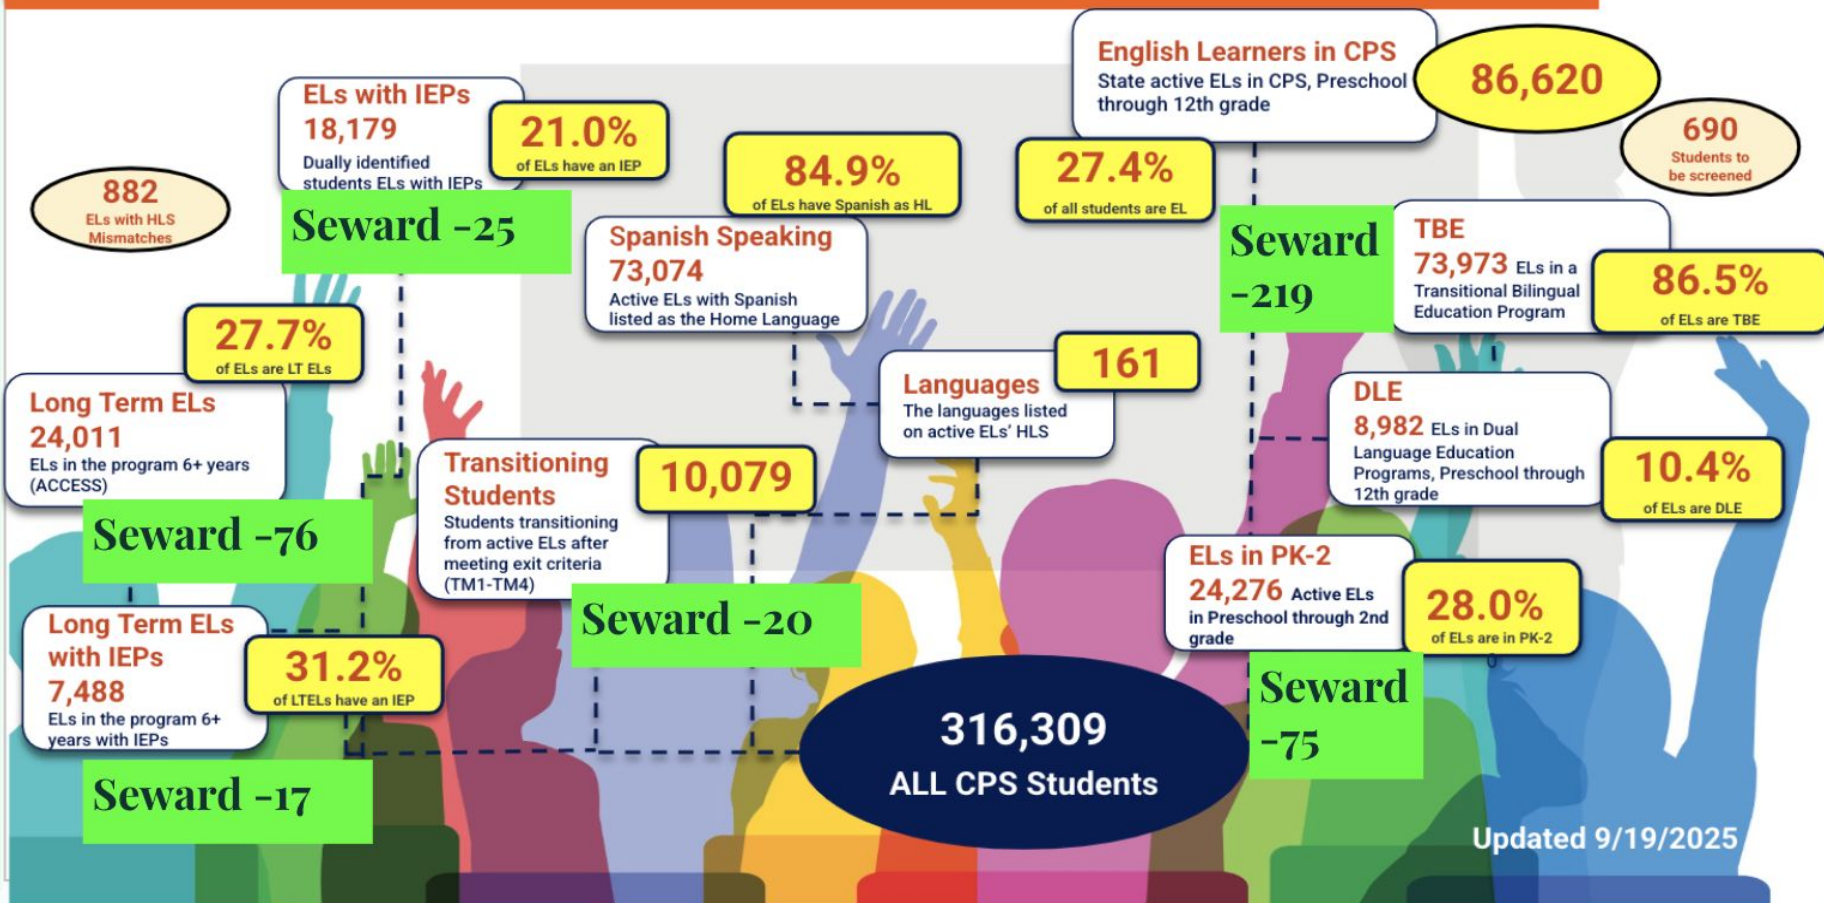 English Learners in CPS
State active ELs in CPS, Preschool
through 12th grade
86,620
690
Students to
be screened
27.4%
of all students are EL
ELs with IEPs
18,179
Dually identified
students ELs with IEPs
21.0%
of ELs have an IEP
Seward -25
882
ELs with HLS
Mismatches
84.9%
of ELs have Spanish as HL
Spanish Speaking
73,074
Active ELs with Spanish
listed as the Home Language
Seward
-219
TBE
73,973 ELs in a
Transitional Bilingual
Education Program
86.5%
of ELs are TBE
27.7%
of ELs are LT ELs
Long Term ELs
24,011
ELs in the program 6+ years
(ACCESS)
Seward -76
Languages
The languages listed
on active ELs' HLS
161
DLE
8,982 ELs in Dual
Language Education
Programs, Preschool through
12th grade
10.4%
of ELs are DLE
Transitioning
Students
Students transitioning
from active ELs after
meeting exit criteria
(TM1-TM4)
10,079
Seward -20
ELs in PK-2
24,276 Active ELs
in Preschool through 2nd
grade
28.0%
of ELs are in PK-2
Seward
-75
Long Term ELs
with IEPs
7,488
ELs in the program 6+
years with IEPs
31.2%
of LTELs have an IEP
Seward -17
316,309
ALL CPS Students
Updated 9/19/2025